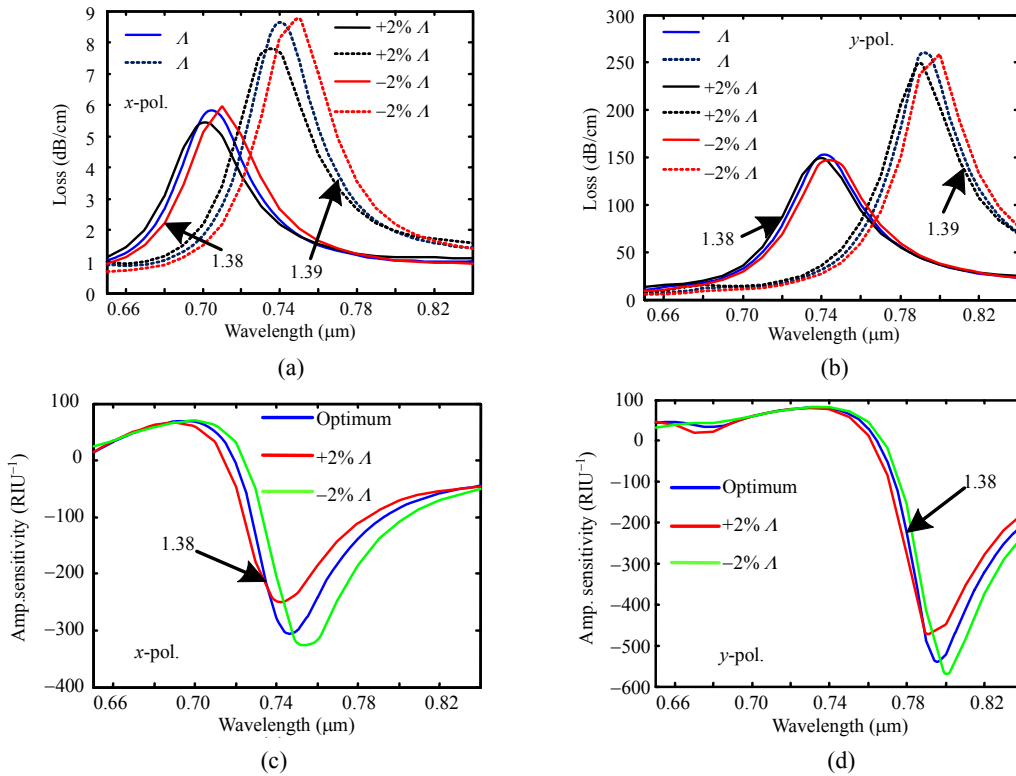 9
8
7
6
5
4
3
2
1
0
Loss (dB/cm)
Λ
Λ
x-pol.
+2% Λ
+2% Λ
−2% Λ
−2% Λ
1.38
1.39
0.66 0.70 0.74 0.78 0.82
Wavelength (μm)
(a)
300
250
200
150
100
50
0
Loss (dB/cm)
Λ
Λ
+2% Λ
+2% Λ
−2% Λ
−2% Λ
y-pol.
1.38
1.39
0.66 0.70 0.74 0.78 0.82
Wavelength (μm)
(b)
100
0
−100
−200
−300
−400
Amp.sensitivity (RIU⁻¹)
Optimum
+2% Λ
−2% Λ
1.38
x-pol.
0.66 0.70 0.74 0.78 0.82
Wavelength (μm)
(c)
100
0
−100
−200
−300
−400
−500
−600
Amp. sensitivity (RIU⁻¹)
Optimum
+2% Λ
−2% Λ
1.38
y-pol.
0.66 0.70 0.74 0.78 0.82
Wavelength (μm)
(d)